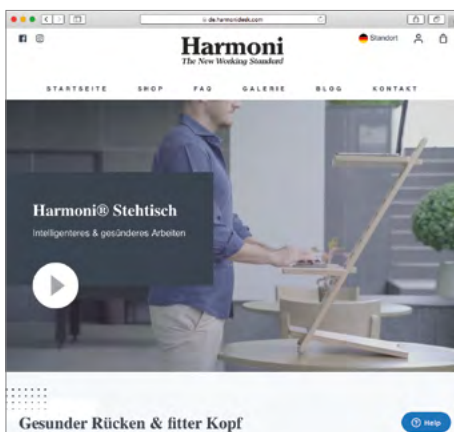 de.harmonidesk.com
Harmoni
The New Working Standard
Standort
STARTSEITE SHOP FAQ GALERIE BLOG KONTAKT
Harmoni® Stehtisch
Intelligenteres & gesünderes Arbeiten
Gesunder Rücken & fitter Kopf
Help